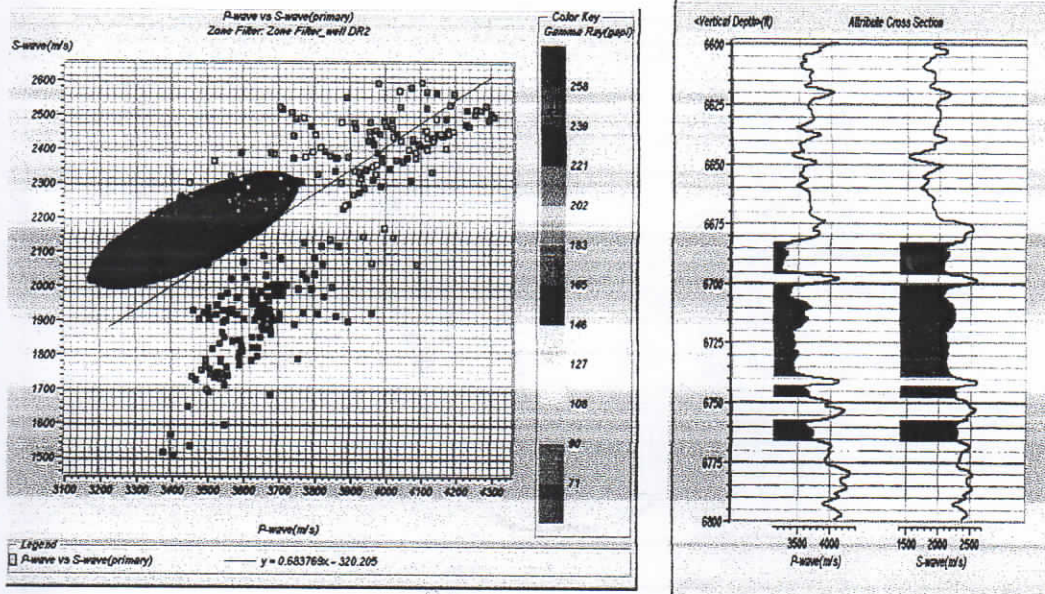 P-wave vs S-wave(primary)
Zone Filter: Zone Filter_well DR2
S-wave(m/s)
2600
2500
2400
2300
2200
2100
2000
1900
1800
1700
1600
1500
3100 3200 3300 3400 3500 3600 3700 3800 3900 4000 4100 4200 4300
P-wave(m/s)
Legend
P-wave vs S-wave(primary)
y = 0.683769x - 320.205
Color Key
Gamma Ray(gapi)
258
239
221
202
183
165
146
127
108
90
71
<Vertical Depth>(ft)
Attribute Cross Section
6600
6625
6650
6675
6700
6725
6750
6775
6800
3500 4000
1500 2000 2500
P-wave(m/s)
S-wave(m/s)